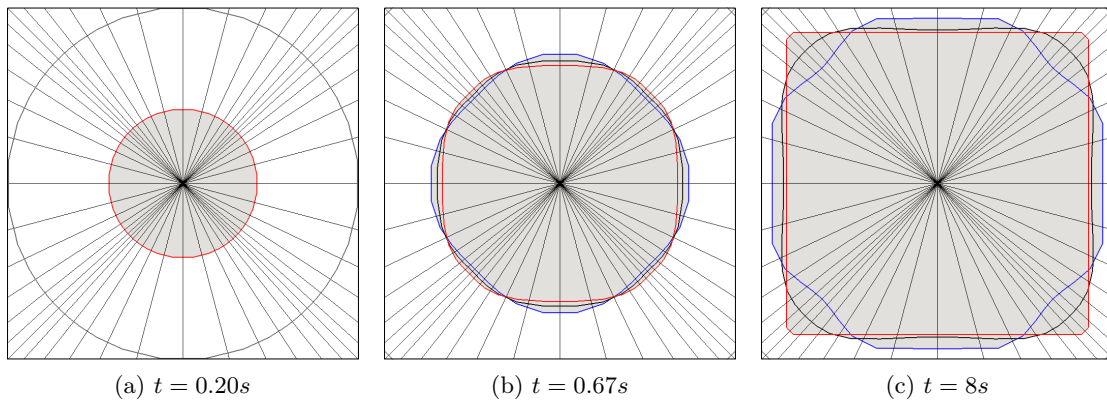 (a) t = 0.20s
(b) t = 0.67s
(c) t = 8s